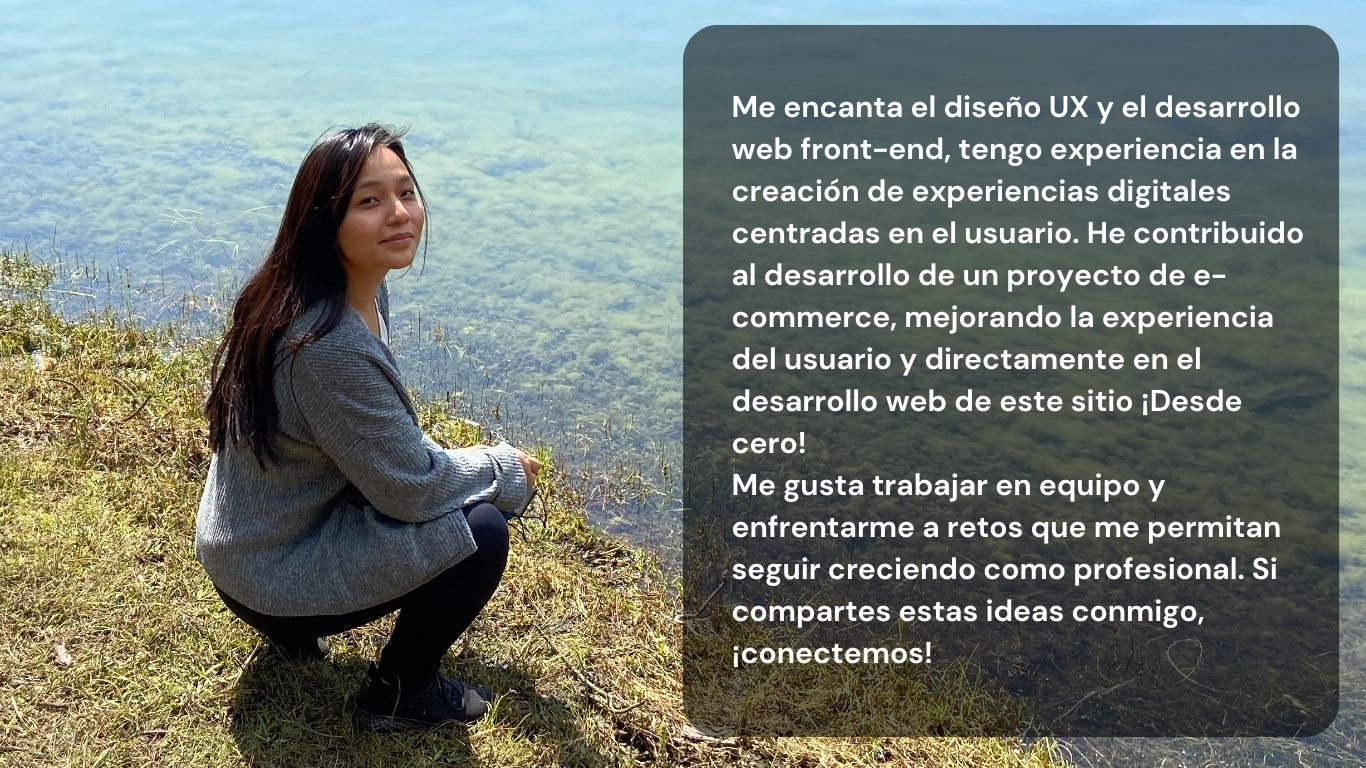 Me encanta el diseño UX y el desarrollo
web front-end, tengo experiencia en la
creación de experiencias digitales
centradas en el usuario. He contribuido
al desarrollo de un proyecto de e-
commerce, mejorando la experiencia
del usuario y directamente en el
desarrollo web de este sitio ¡Desde
cero!
Me gusta trabajar en equipo y
enfrentarme a retos que me permitan
seguir creciendo como profesional. Si
compartes estas ideas conmigo,
¡conectemos!